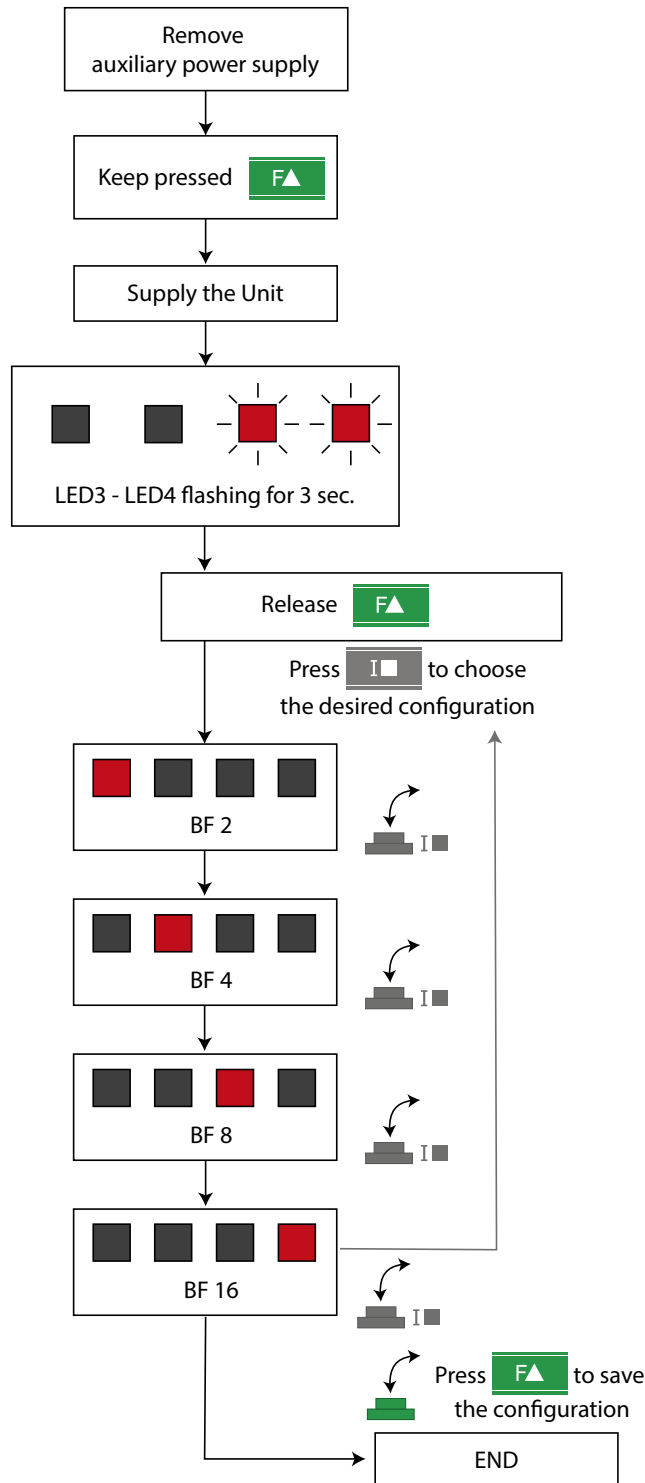 Remove
auxiliary power supply
Keep pressed F▲
Supply the Unit
LED3 - LED4 flashing for 3 sec.
Release F▲
Press I■ to choose
the desired configuration
BF 2
I■
BF 4
I■
BF 8
I■
BF 16
I■
Press F▲ to save
the configuration
END